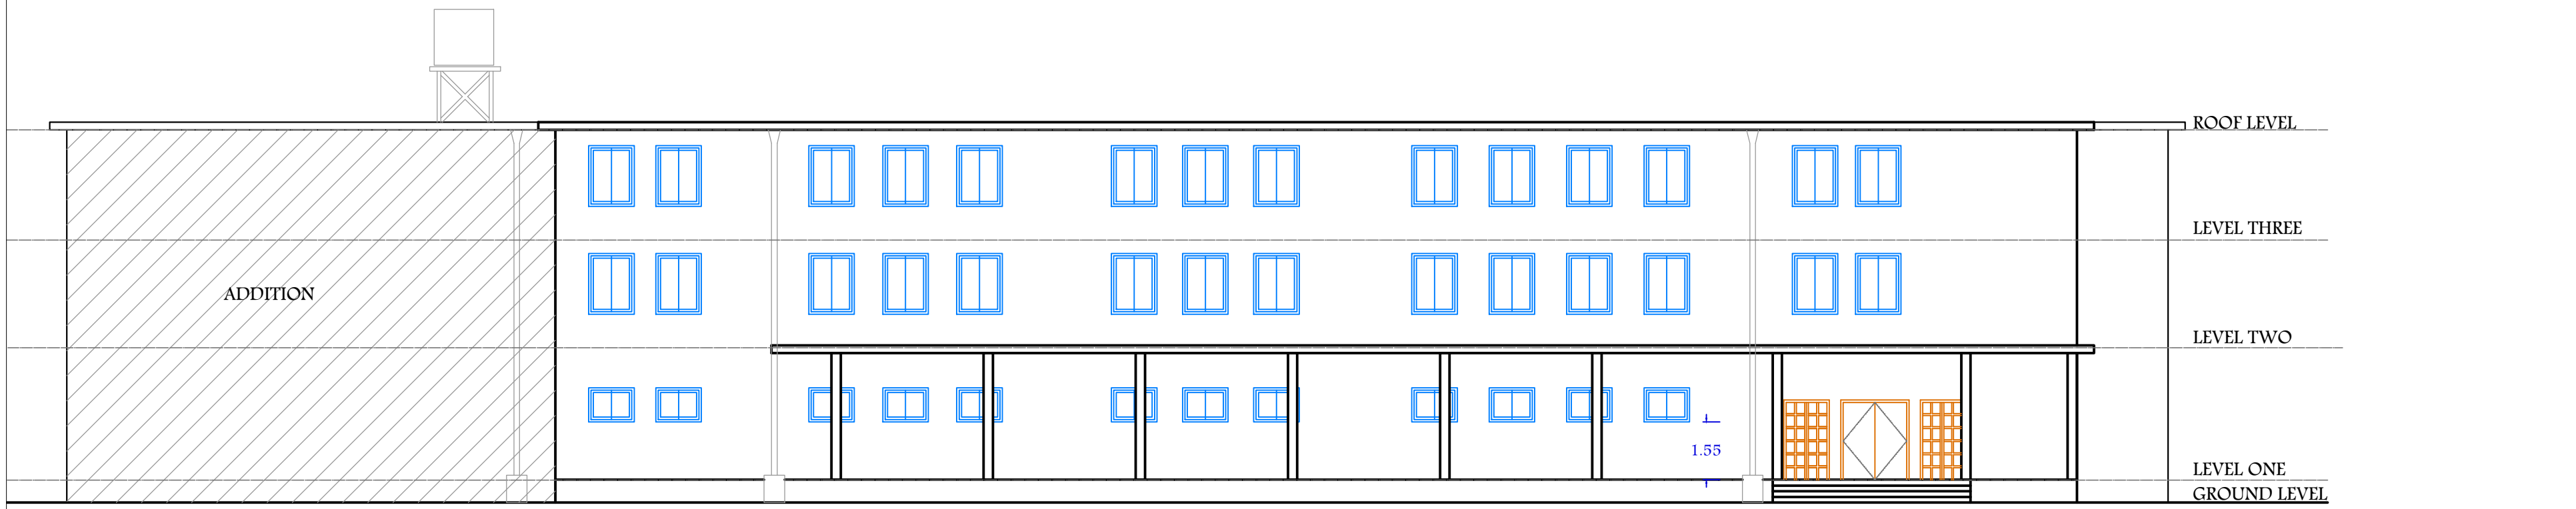 ROOF LEVEL
LEVEL THREE
ADDITION
LEVEL TWO
1.55
LEVEL ONE
GROUND LEVEL